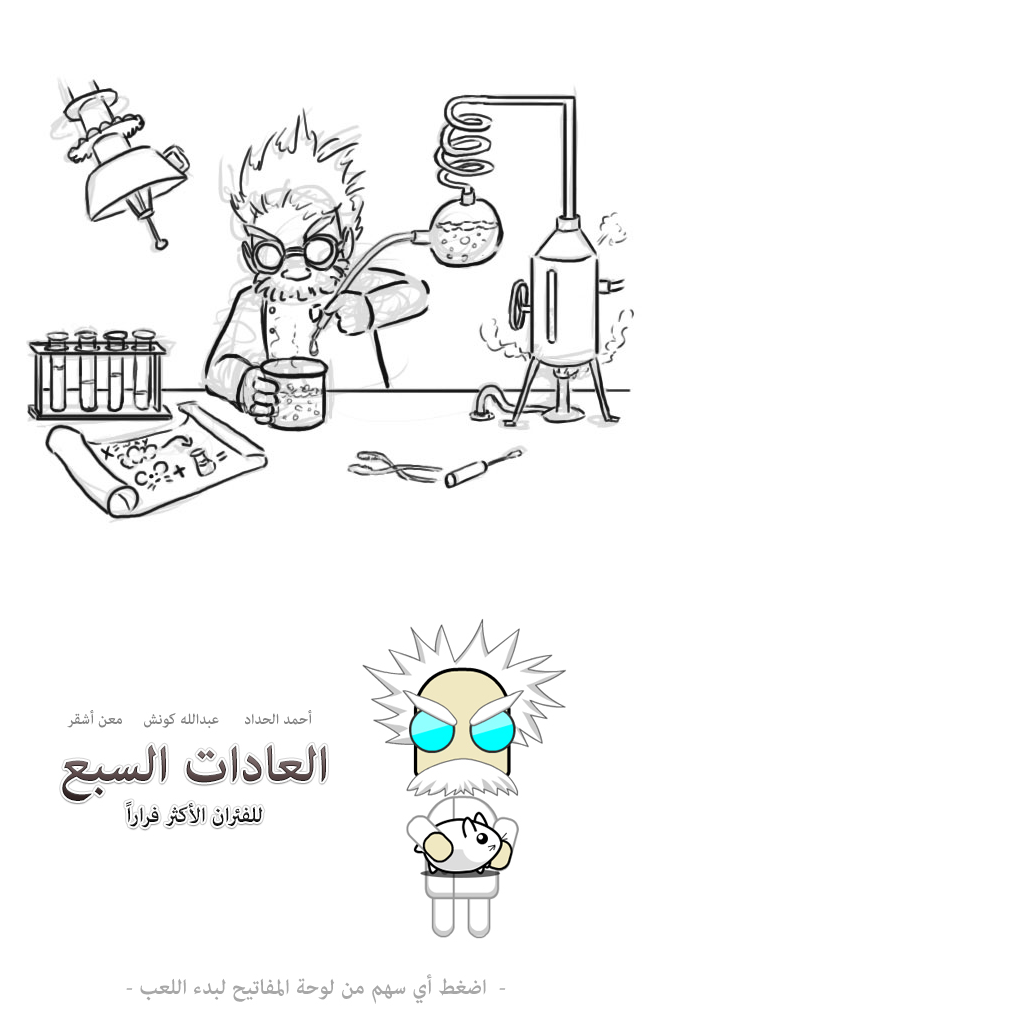 X=3xy
C + =
أحمد الحداد عبدالله كونش معن أشقر
العادات السبع
للفئران الأكثر فراراً
- اضغط أي سهم من لوحة المفاتيح لبدء اللعب -